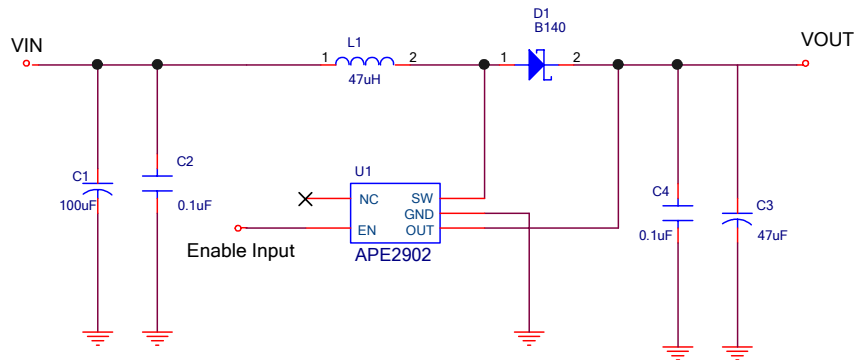 D1
B140
VIN
VOUT
L1
1
2
1
2
47uH
U1
C1
100uF
C2
0.1uF
NC
SW
GND
EN
OUT
C4
0.1uF
C3
47uF
Enable Input
APE2902